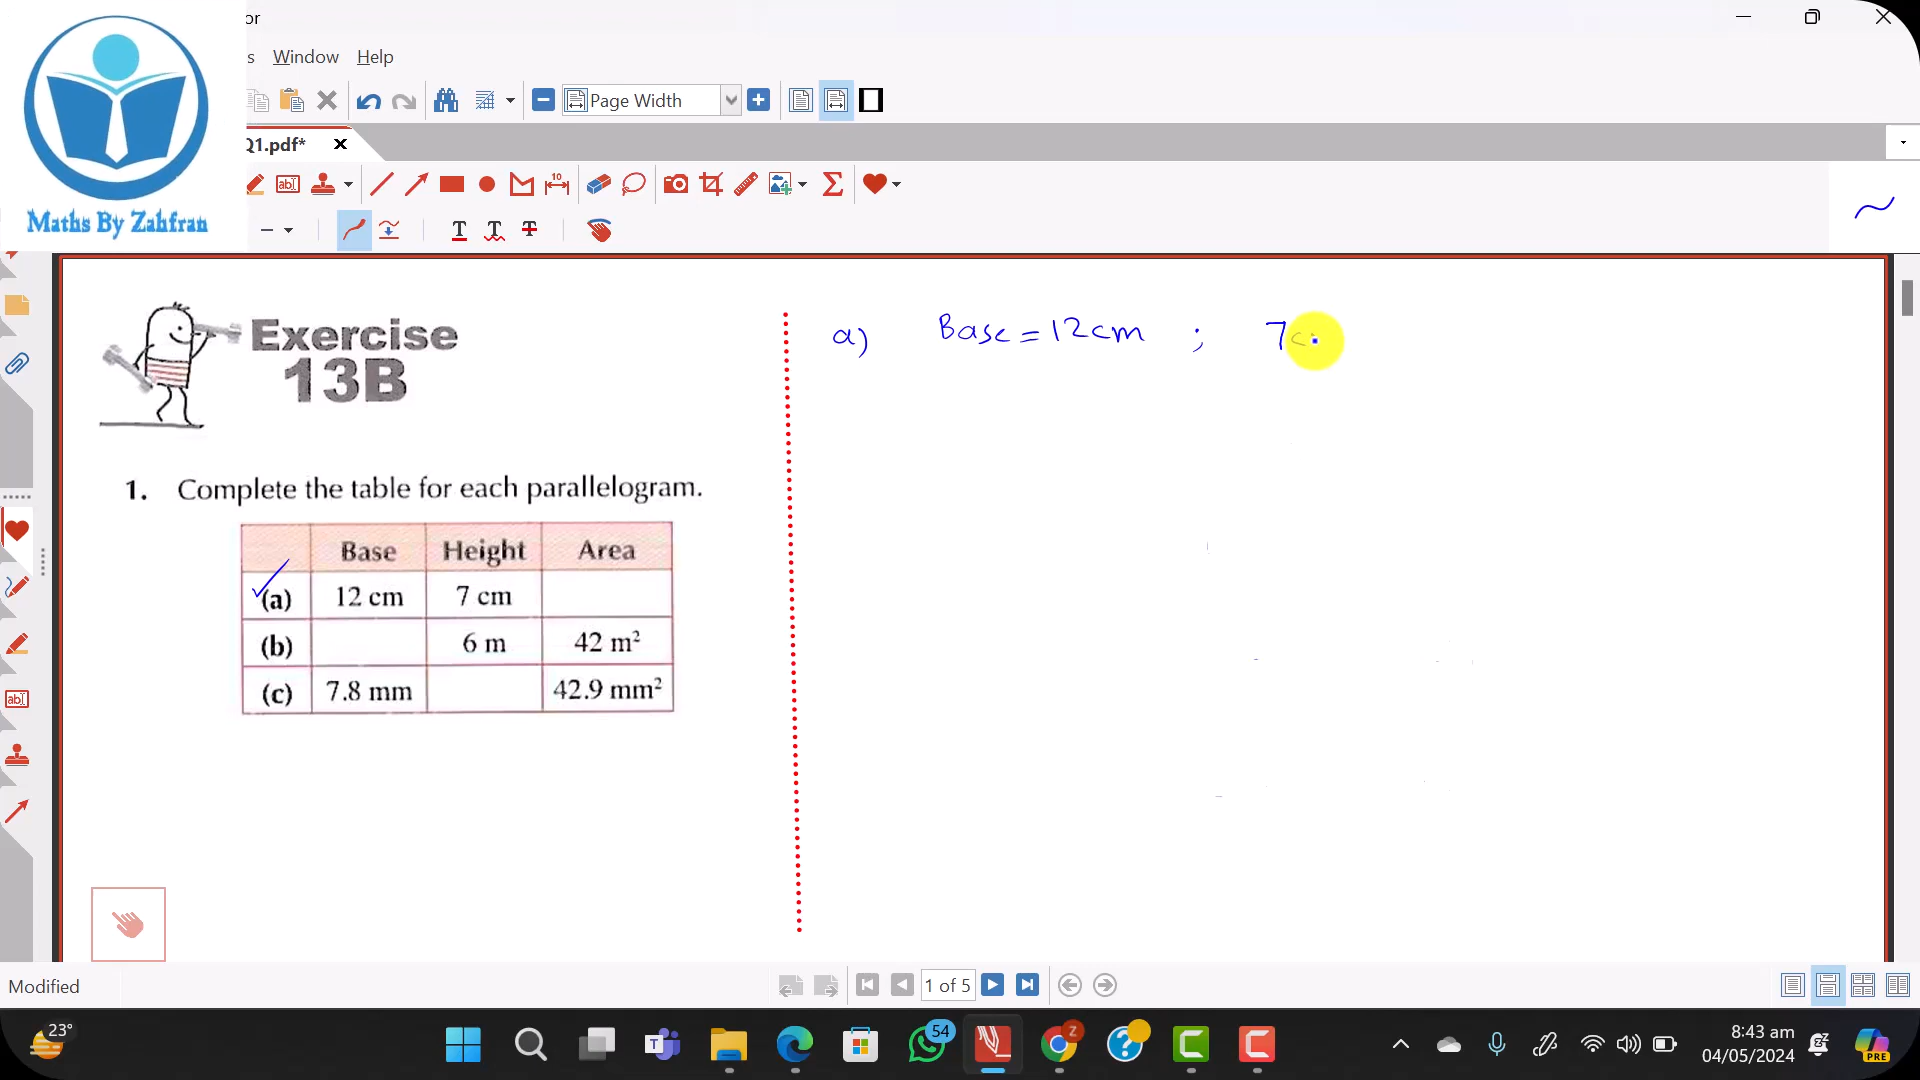 or
s Window Help
Page Width
Q1.pdf*
Maths By Zahfran
Exercise
13B
1. Complete the table for each parallelogram.
Base Height Area
(a) 12 cm 7 cm
(b) 6 m 42 m²
(c) 7.8 mm 42.9 mm²
a) Base = 12cm ; 7c
Modified
1 of 5
23°
54
8:43 am
04/05/2024
PRE